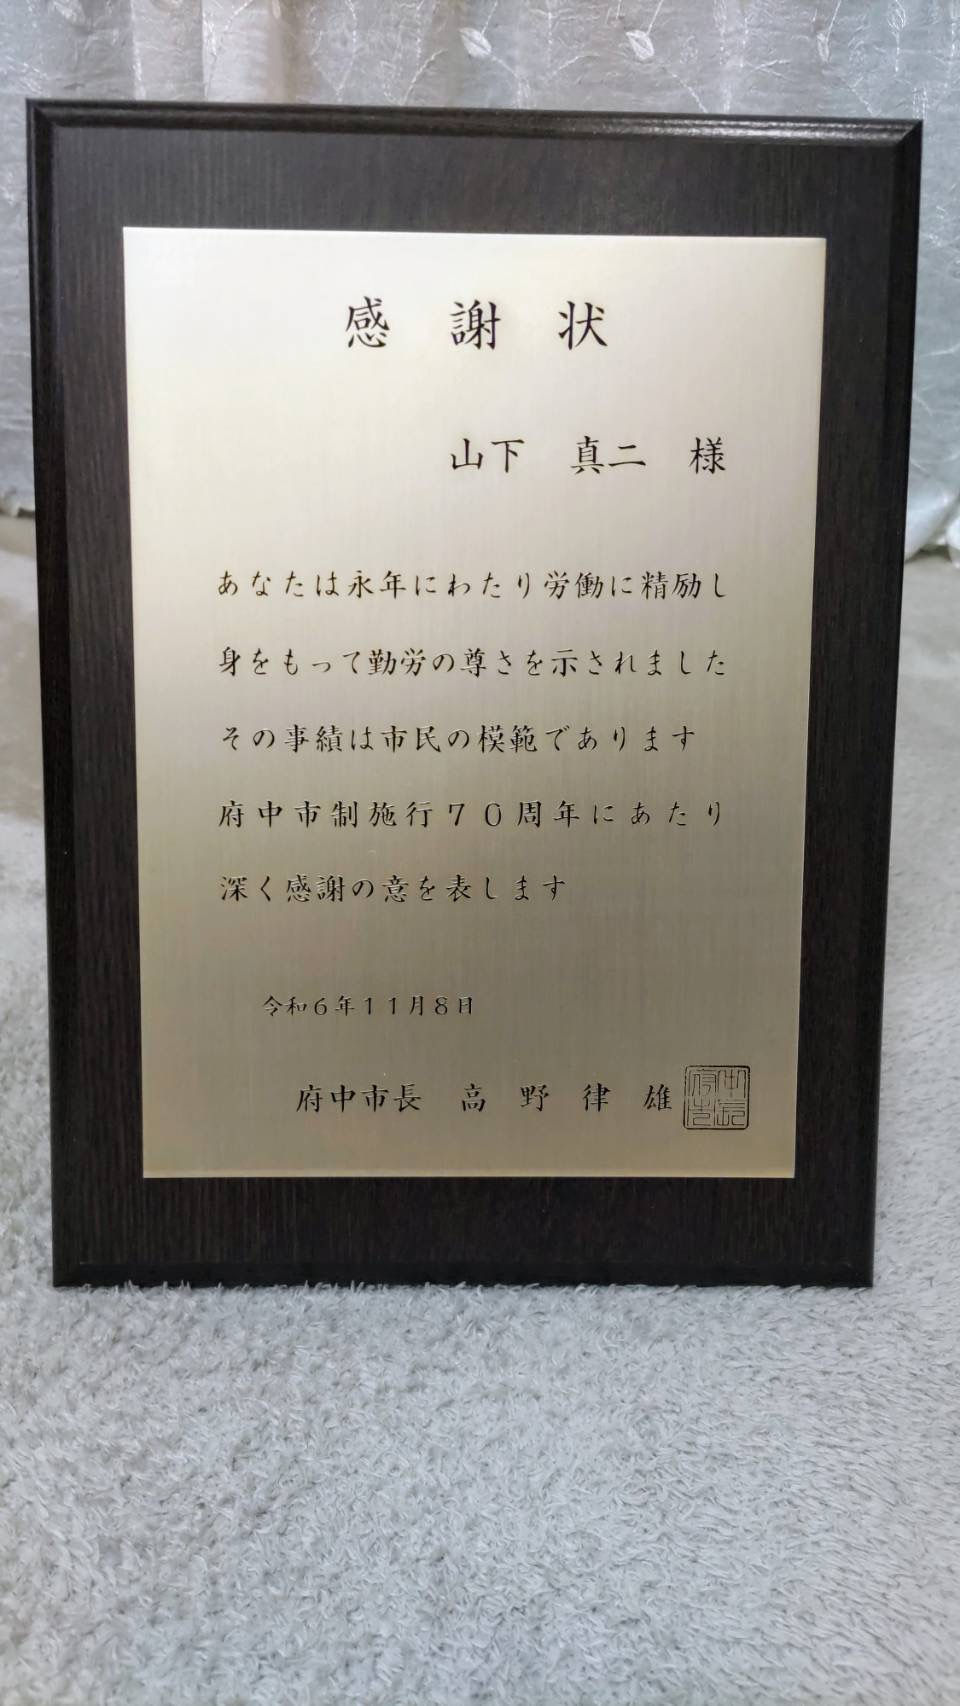 感謝状
山下 真二 様
あなたは永年にわたり労働に精励し
身をもって勤労の尊さを示されました
その事績は市民の模範であります
府中市制施行70周年にあたり
深く感謝の意を表します
令和6年11月8日
府中市長 高野律雄